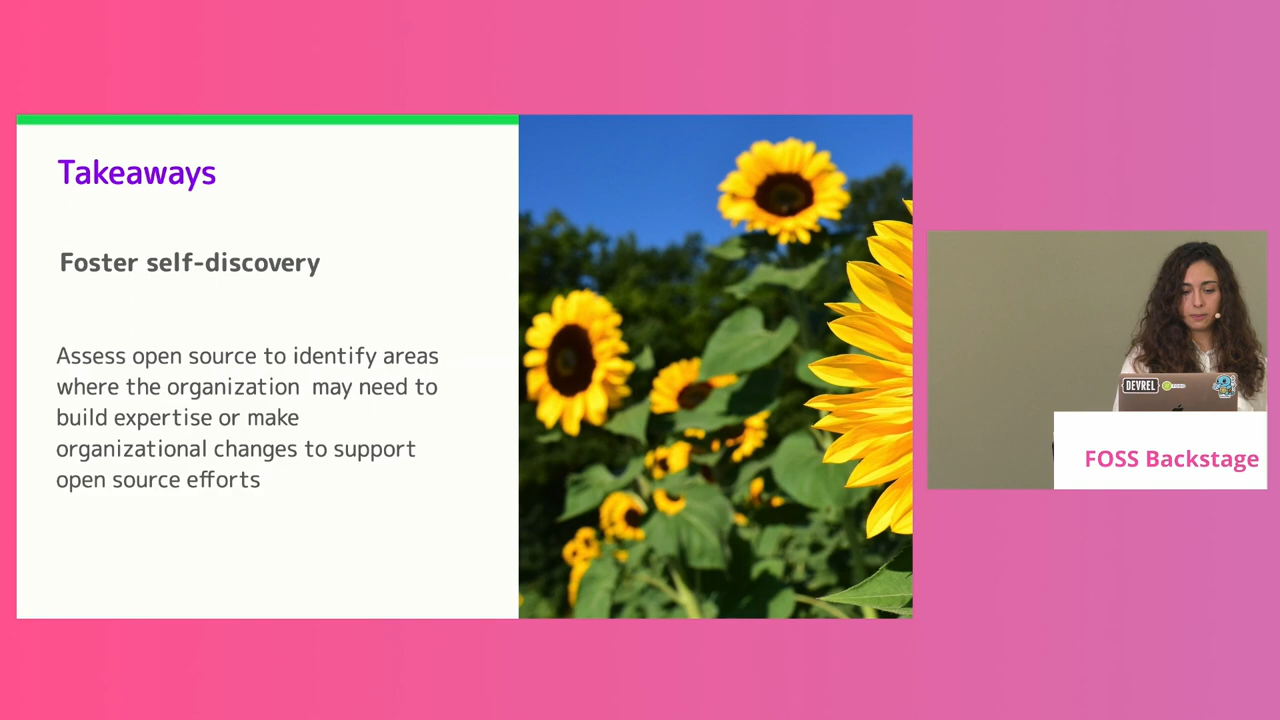 Takeaways
Foster self-discovery
Assess open source to identify areas
where the organization  may need to
build expertise or make
organizational changes to support
open source efforts
DEVREL
FOSS Backstage